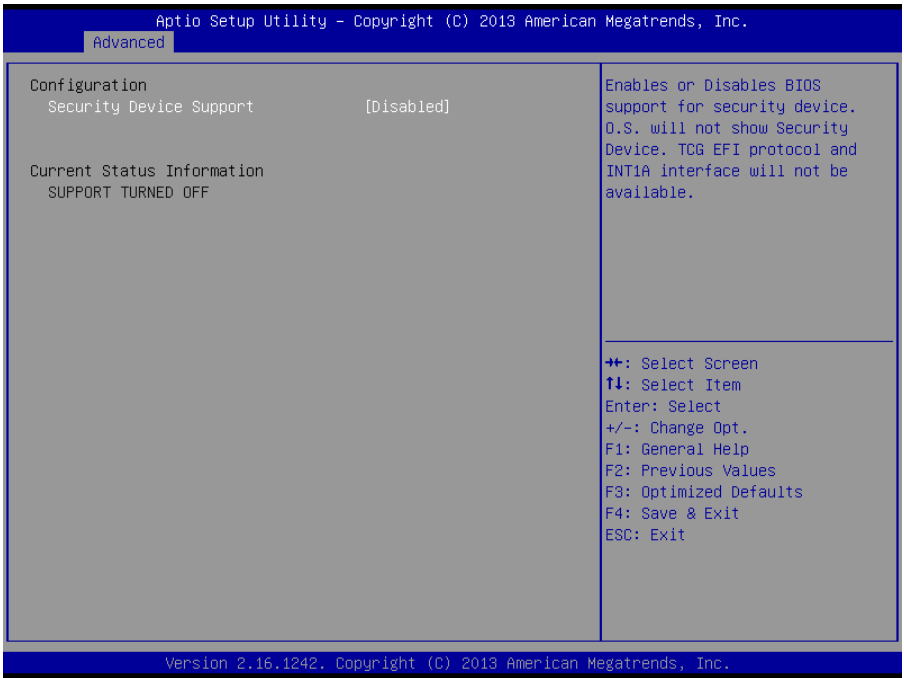 Aptio Setup Utility – Copyright (C) 2013 American Megatrends, Inc.
Advanced
Configuration
Security Device Support [Disabled]
Current Status Information
SUPPORT TURNED OFF
Enables or Disables BIOS
support for security device.
O.S. will not show Security
Device. TCG EFI protocol and
INT1A interface will not be
available.
→←: Select Screen
↑↓: Select Item
Enter: Select
+/-: Change Opt.
F1: General Help
F2: Previous Values
F3: Optimized Defaults
F4: Save & Exit
ESC: Exit
Version 2.16.1242. Copyright (C) 2013 American Megatrends, Inc.